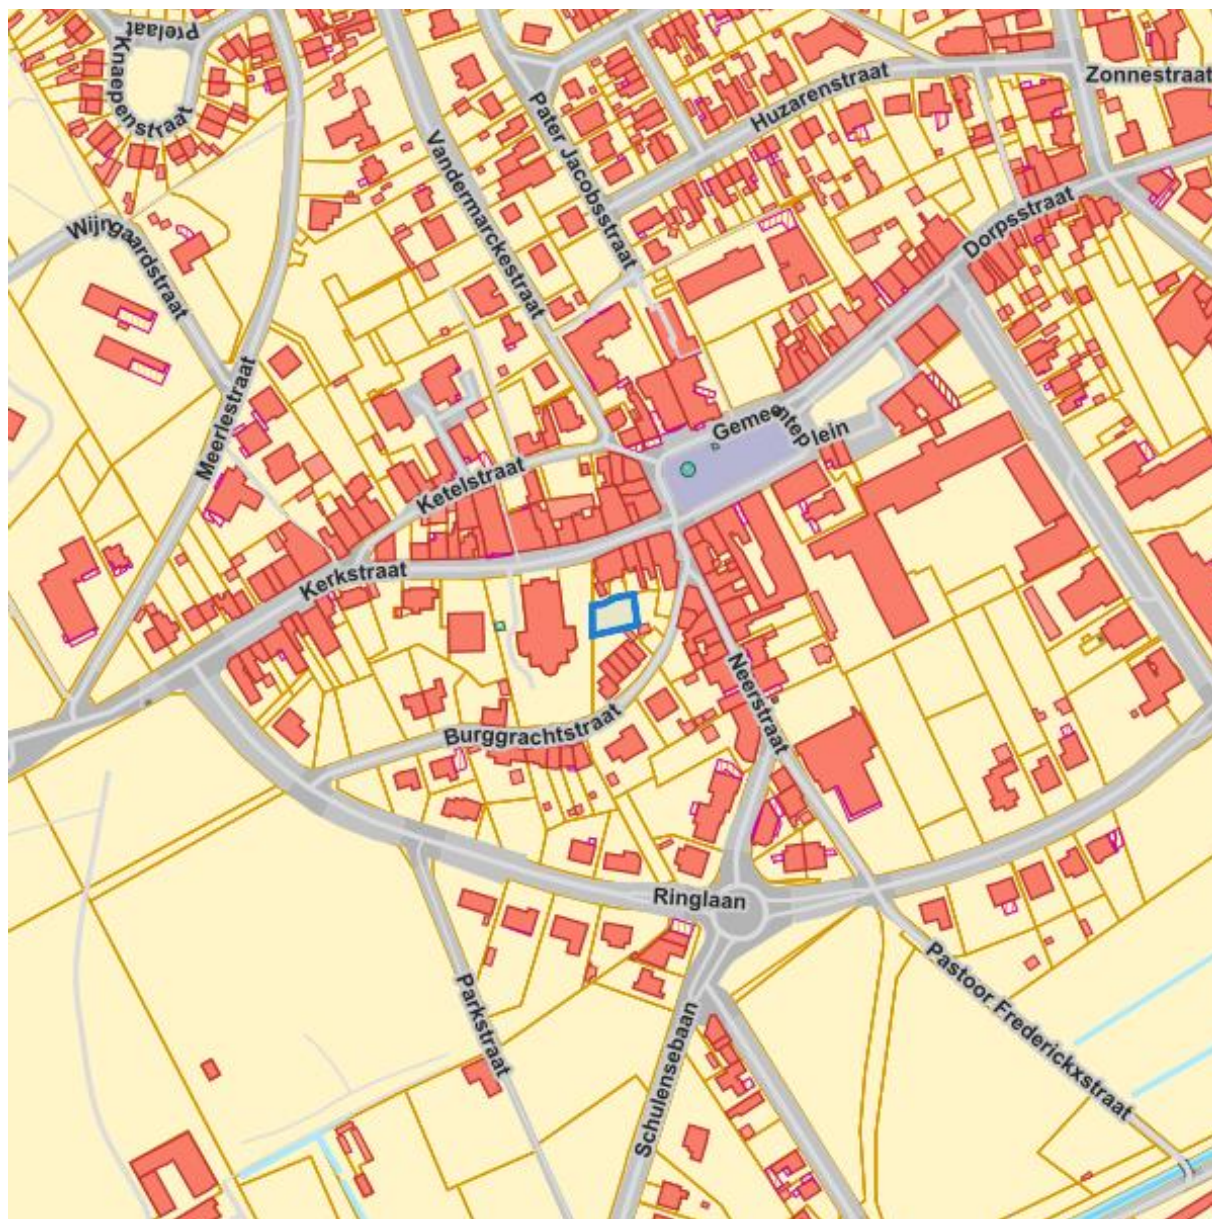 Prelaat
Knaepenstraat
Zonnestraat
Huzarenstraat
Pater Jacobsstraat
Vandermarckestraat
Wijngaardstraat
Dorpsstraat
Meerlestraat
Gemeenteplein
Ketelstraat
Kerkstraat
Neerstraat
Burggrachtstraat
Ringlaan
Parkstraat
Schulensebaan
Pastoor Frederickxstraat